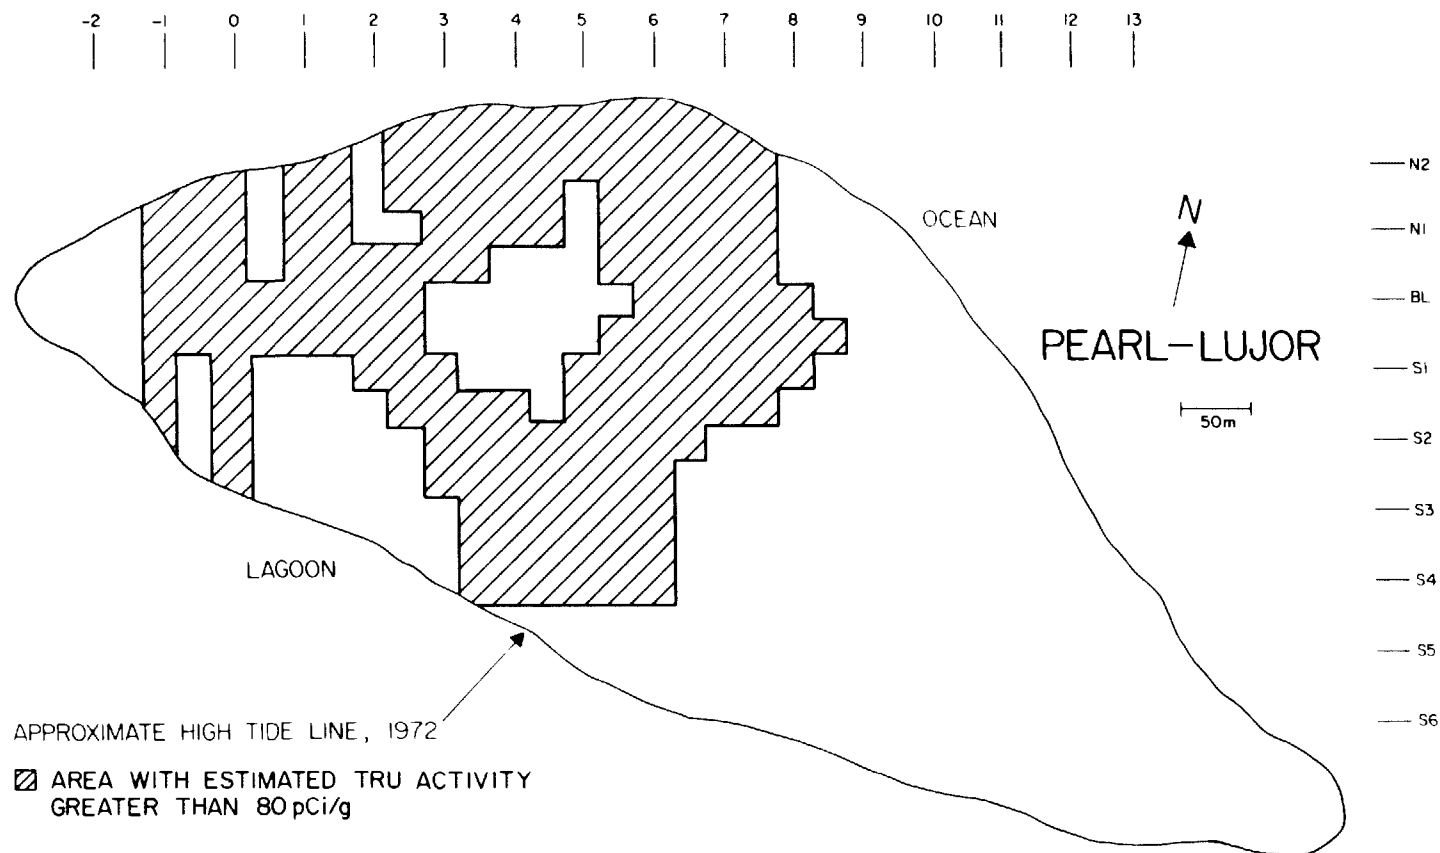 -2 -1 0 1 2 3 4 5 6 7 8 9 10 11 12 13
N2
N
OCEAN
N1
BL
PEARL-LUJOR
S1
50m
S2
S3
LAGOON
S4
S5
APPROXIMATE HIGH TIDE LINE, 1972
S6
AREA WITH ESTIMATED TRU ACTIVITY
GREATER THAN 80 pCi/g